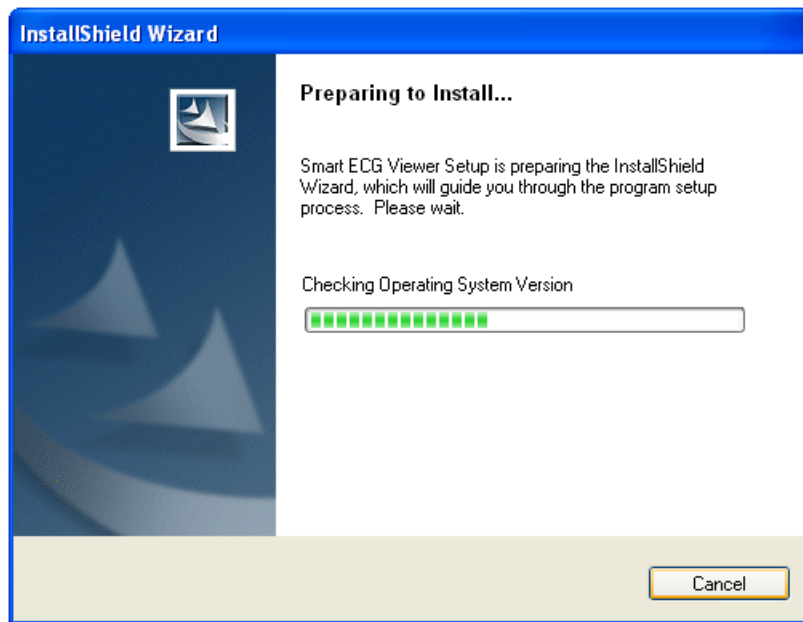 InstallShield Wizard
Preparing to Install...
Smart ECG Viewer Setup is preparing the InstallShield
Wizard, which will guide you through the program setup
process.  Please wait.
Checking Operating System Version
Cancel